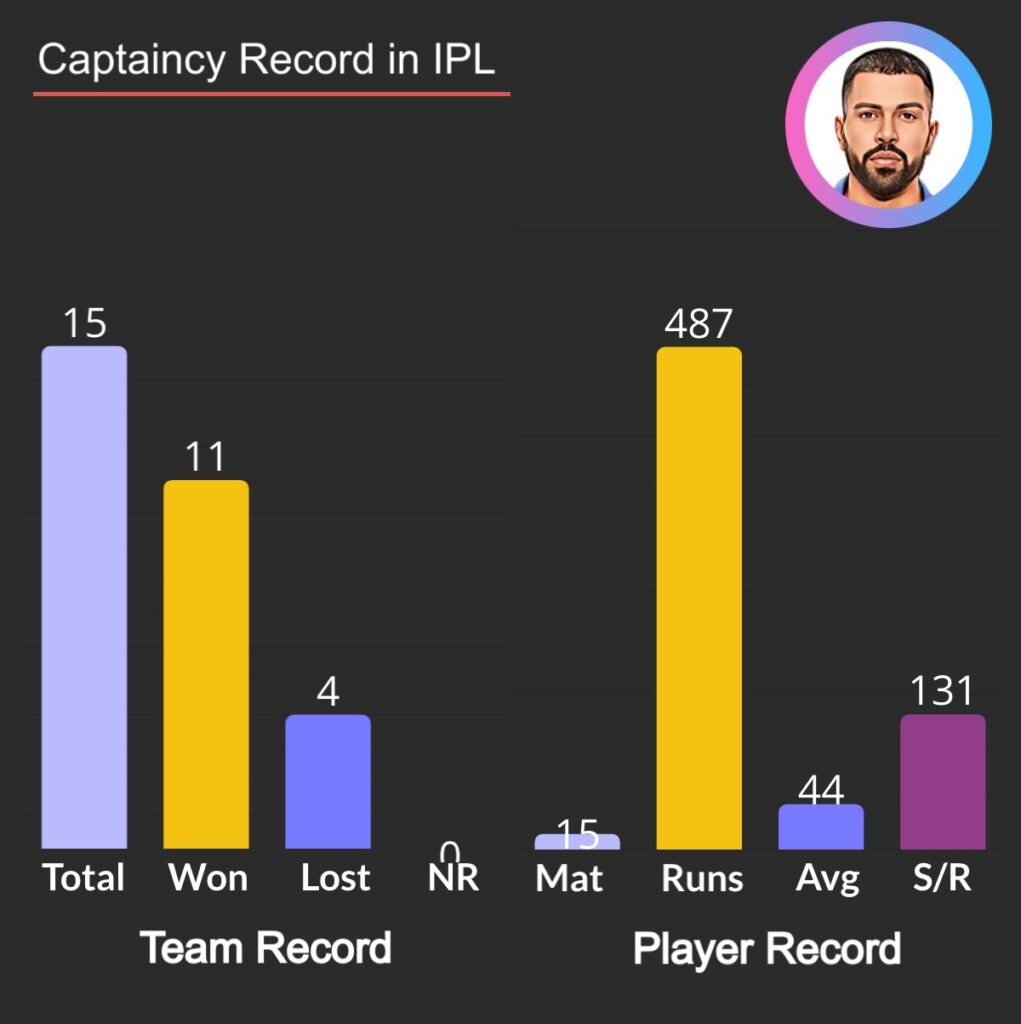 Captaincy Record in IPL
15
11
4
0
Total Won Lost NR
Team Record
15
487
44
131
Mat Runs Avg S/R
Player Record